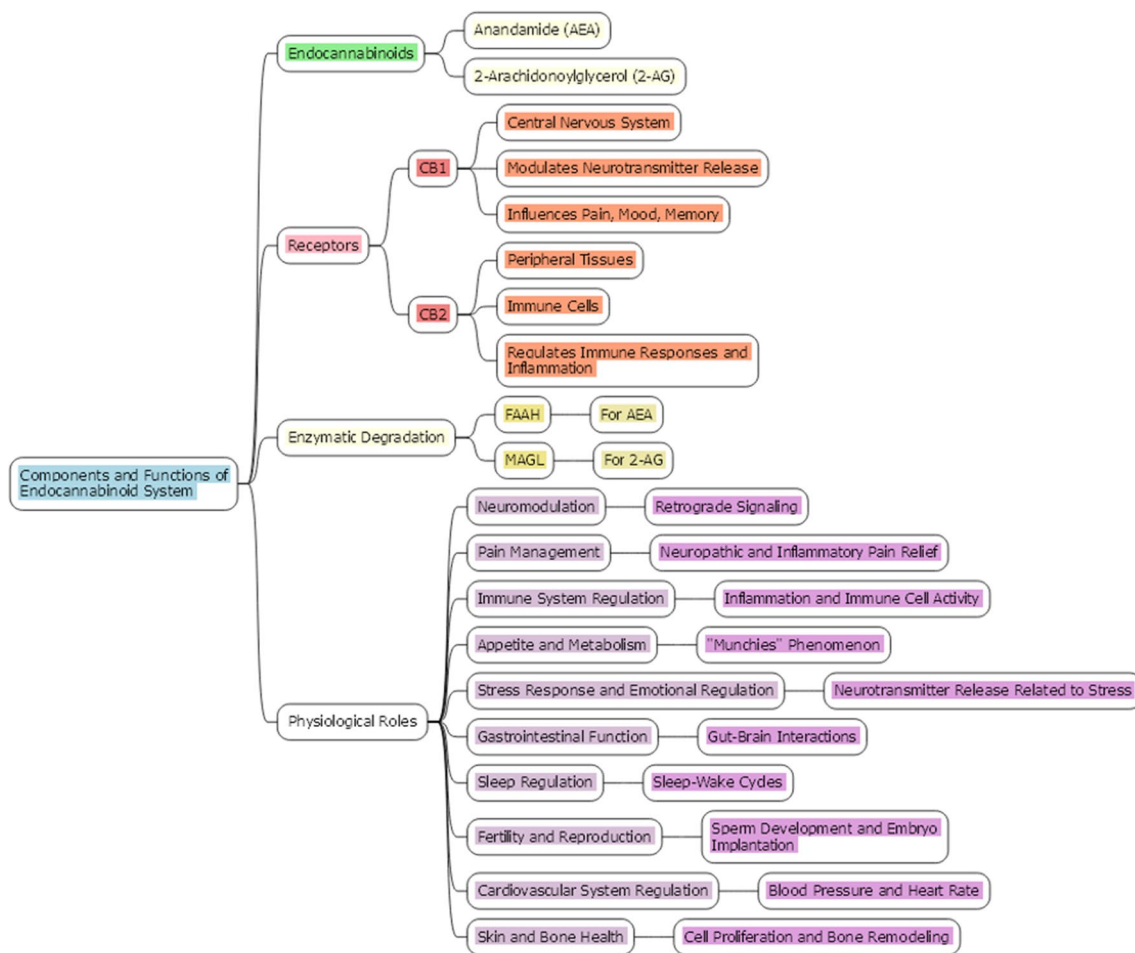 Components and Functions of
Endocannabinoid System
Endocannabinoids
Anandamide (AEA)
2-Arachidonoylglycerol (2-AG)
Receptors
CB1
Central Nervous System
Modulates Neurotransmitter Release
Influences Pain, Mood, Memory
CB2
Peripheral Tissues
Immune Cells
Regulates Immune Responses and
Inflammation
Enzymatic Degradation
FAAH
For AEA
MAGL
For 2-AG
Physiological Roles
Neuromodulation
Retrograde Signaling
Pain Management
Neuropathic and Inflammatory Pain Relief
Immune System Regulation
Inflammation and Immune Cell Activity
Appetite and Metabolism
"Munchies" Phenomenon
Stress Response and Emotional Regulation
Neurotransmitter Release Related to Stress
Gastrointestinal Function
Gut-Brain Interactions
Sleep Regulation
Sleep-Wake Cycles
Fertility and Reproduction
Sperm Development and Embryo
Implantation
Cardiovascular System Regulation
Blood Pressure and Heart Rate
Skin and Bone Health
Cell Proliferation and Bone Remodeling